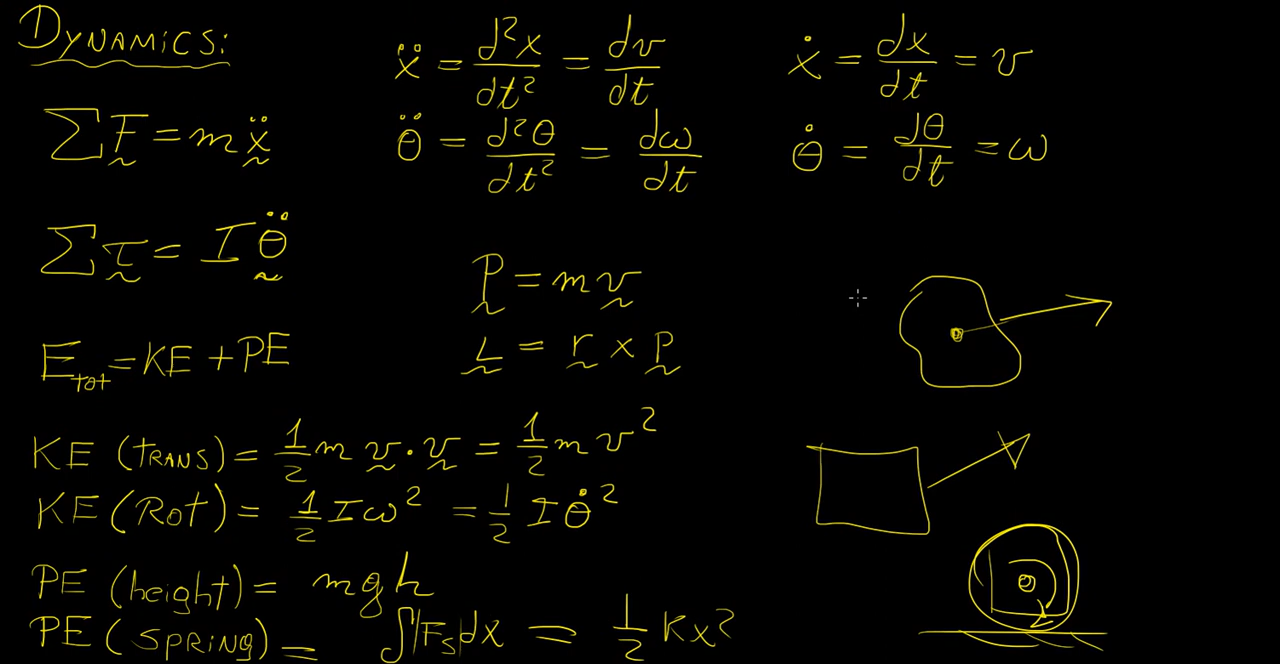 DYNAMICS:
ẍ = d²x/dt² = dv/dt
ẋ = dx/dt = v
ΣF = mẍ
θ̈ = d²θ/dt² = dω/dt
θ̇ = dθ/dt = ω
Στ = Iθ̈
P = mv
L = r × P
E_tot = KE + PE
KE (TRANS) = 1/2 m v · v = 1/2 m v²
KE (Rot) = 1/2 Iω² = 1/2 Iθ̇²
PE (height) = mgh
PE (SPRING) = ∫|Fs|dx = 1/2 Kx²